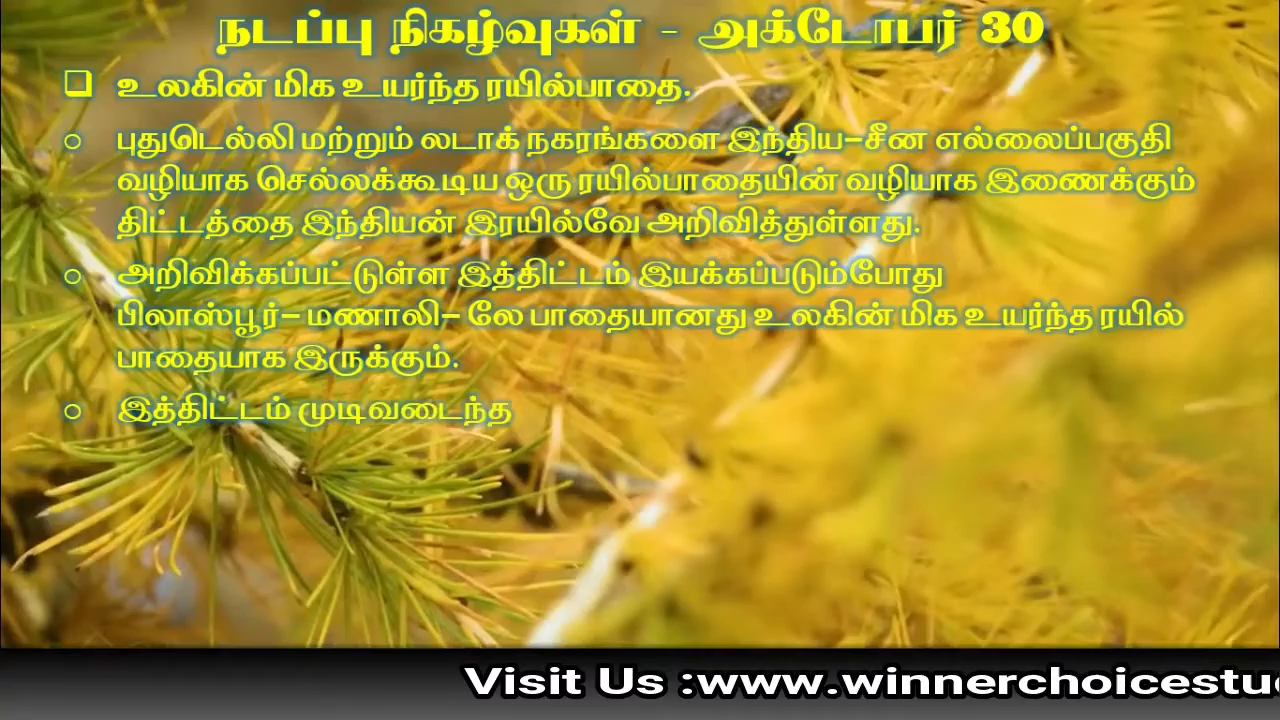 நடப்பு நிகழ்வுகள் - அக்டோபர் 30
உலகின் மிக உயர்ந்த ரயில்பாதை.
புதுடெல்லி மற்றும் லடாக் நகரங்களை இந்திய-சீன எல்லைப்பகுதி
வழியாக செல்லக்கூடிய ஒரு ரயில்பாதையின் வழியாக இணைக்கும்
திட்டத்தை இந்தியன் இரயில்வே அறிவித்துள்ளது.
அறிவிக்கப்பட்டுள்ள இத்திட்டம் இயக்கப்படும்போது
பிலாஸ்பூர்- மணாலி- லே பாதையானது உலகின் மிக உயர்ந்த ரயில்
பாதையாக இருக்கும்.
இத்திட்டம் முடிவடைந்த
Visit Us :www.winnerchoicestu